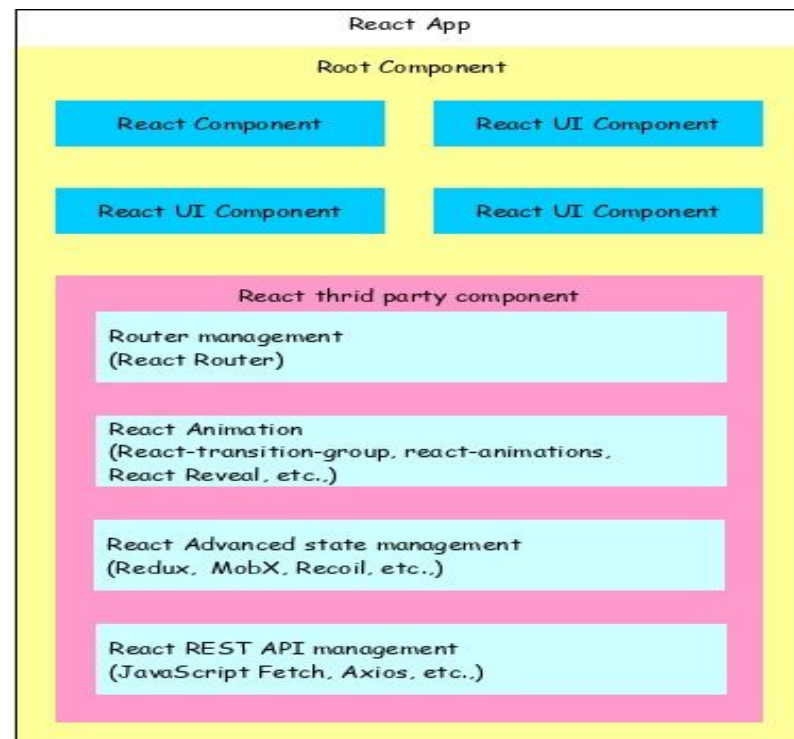 React App
Root Component
React Component
React UI Component
React UI Component
React UI Component
React thrid party component
Router management
(React Router)
React Animation
(React-transition-group, react-animations,
React Reveal, etc.,)
React Advanced state management
(Redux, MobX, Recoil, etc.,)
React REST API management
(JavaScript Fetch, Axios, etc.,)